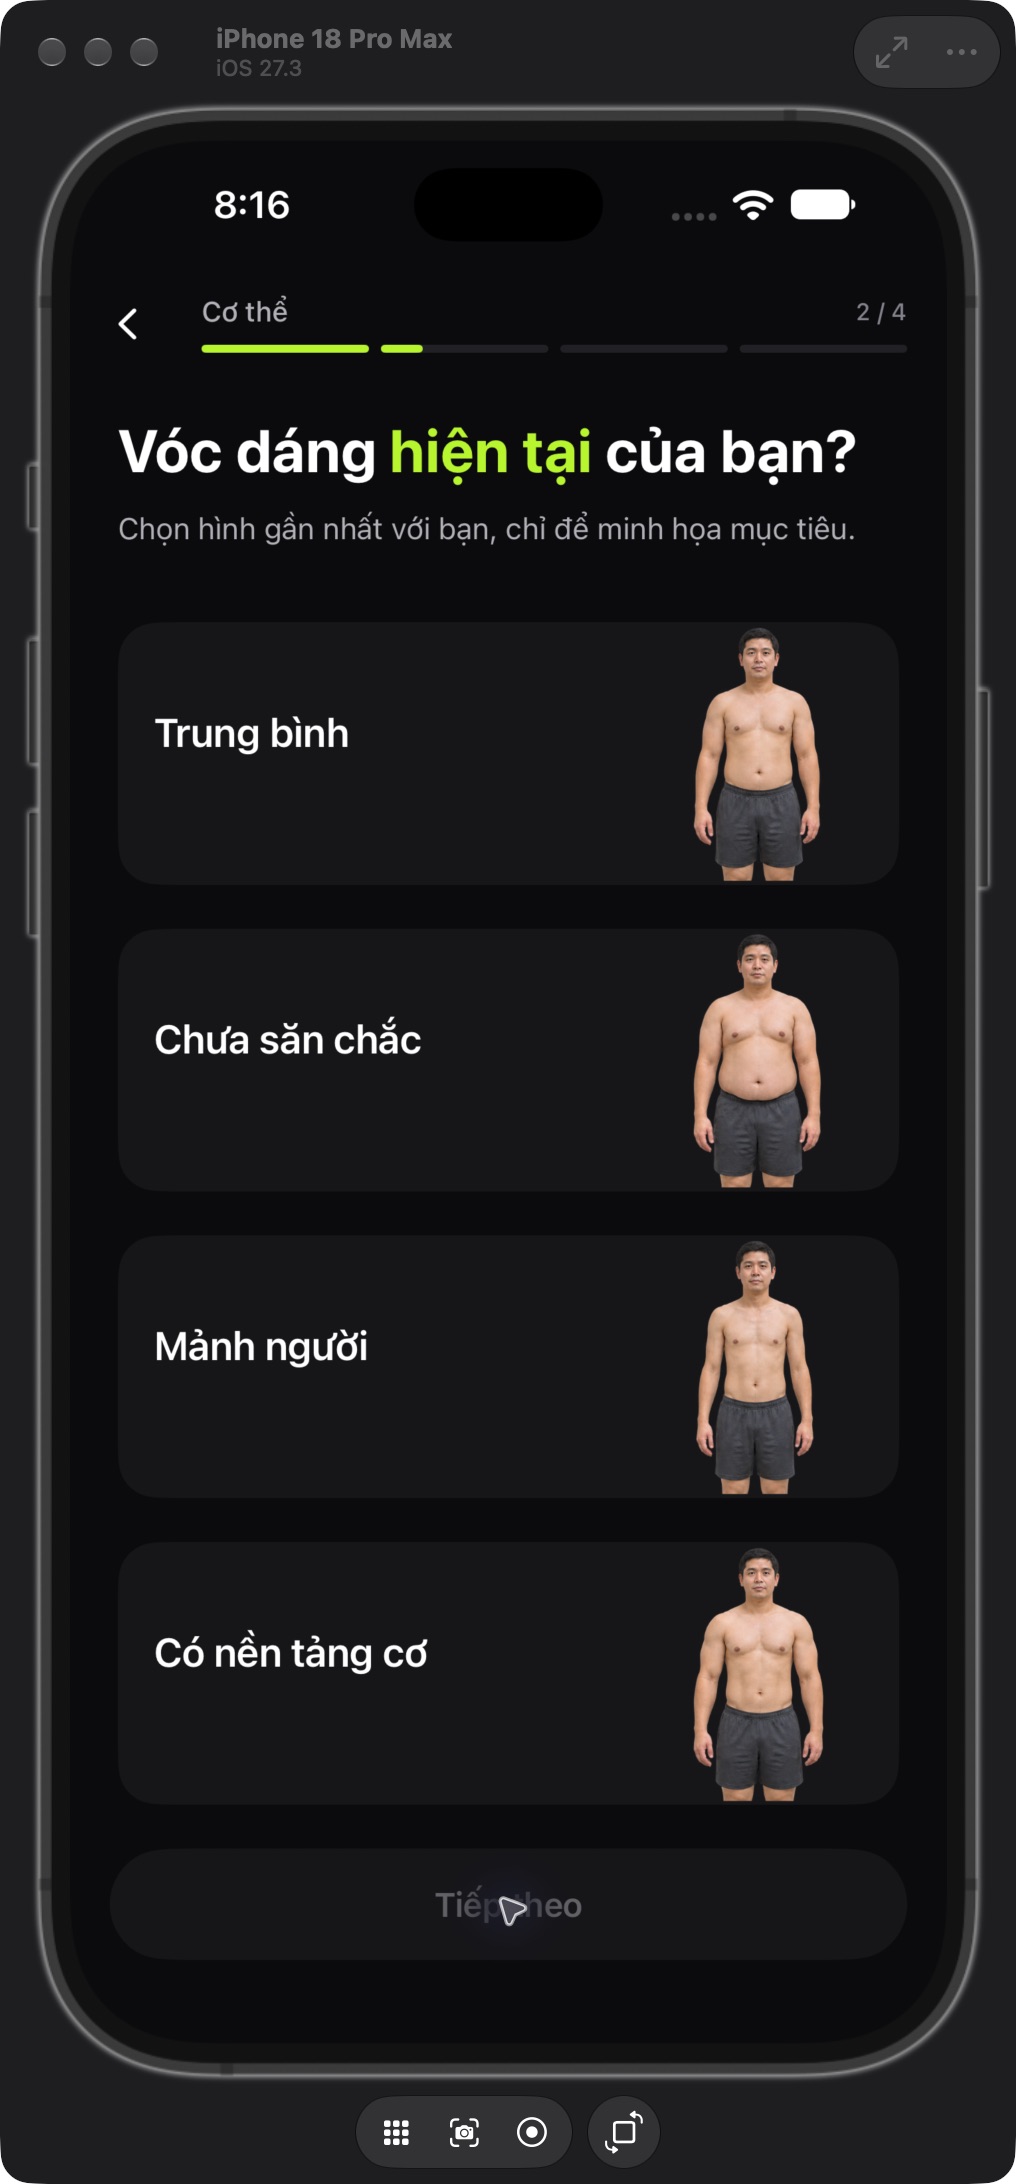 iPhone 18 Pro Max
iOS 27.3
8:16
Cơ thể
2 / 4
Vóc dáng hiện tại của bạn?
Chọn hình gần nhất với bạn, chỉ để minh họa mục tiêu.
Trung bình
Chưa săn chắc
Mảnh người
Có nền tảng cơ
Tiếp theo